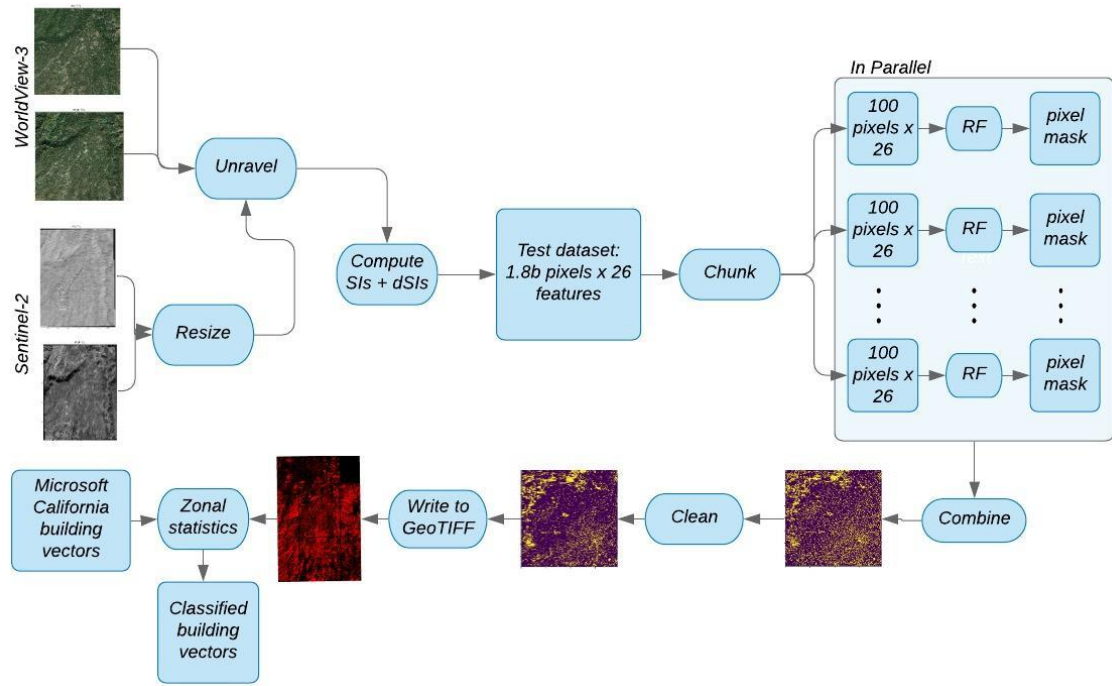 WorldView-3
Sentinel-2
Unravel
Resize
Compute
SIs + dSIs
Test dataset:
1.8b pixels x 26
features
Chunk
In Parallel
100
pixels x
26
RF
pixel
mask
100
pixels x
26
RF
pixel
mask
100
pixels x
26
RF
pixel
mask
Combine
Clean
Write to
GeoTIFF
Zonal
statistics
Microsoft
California
building
vectors
Classified
building
vectors